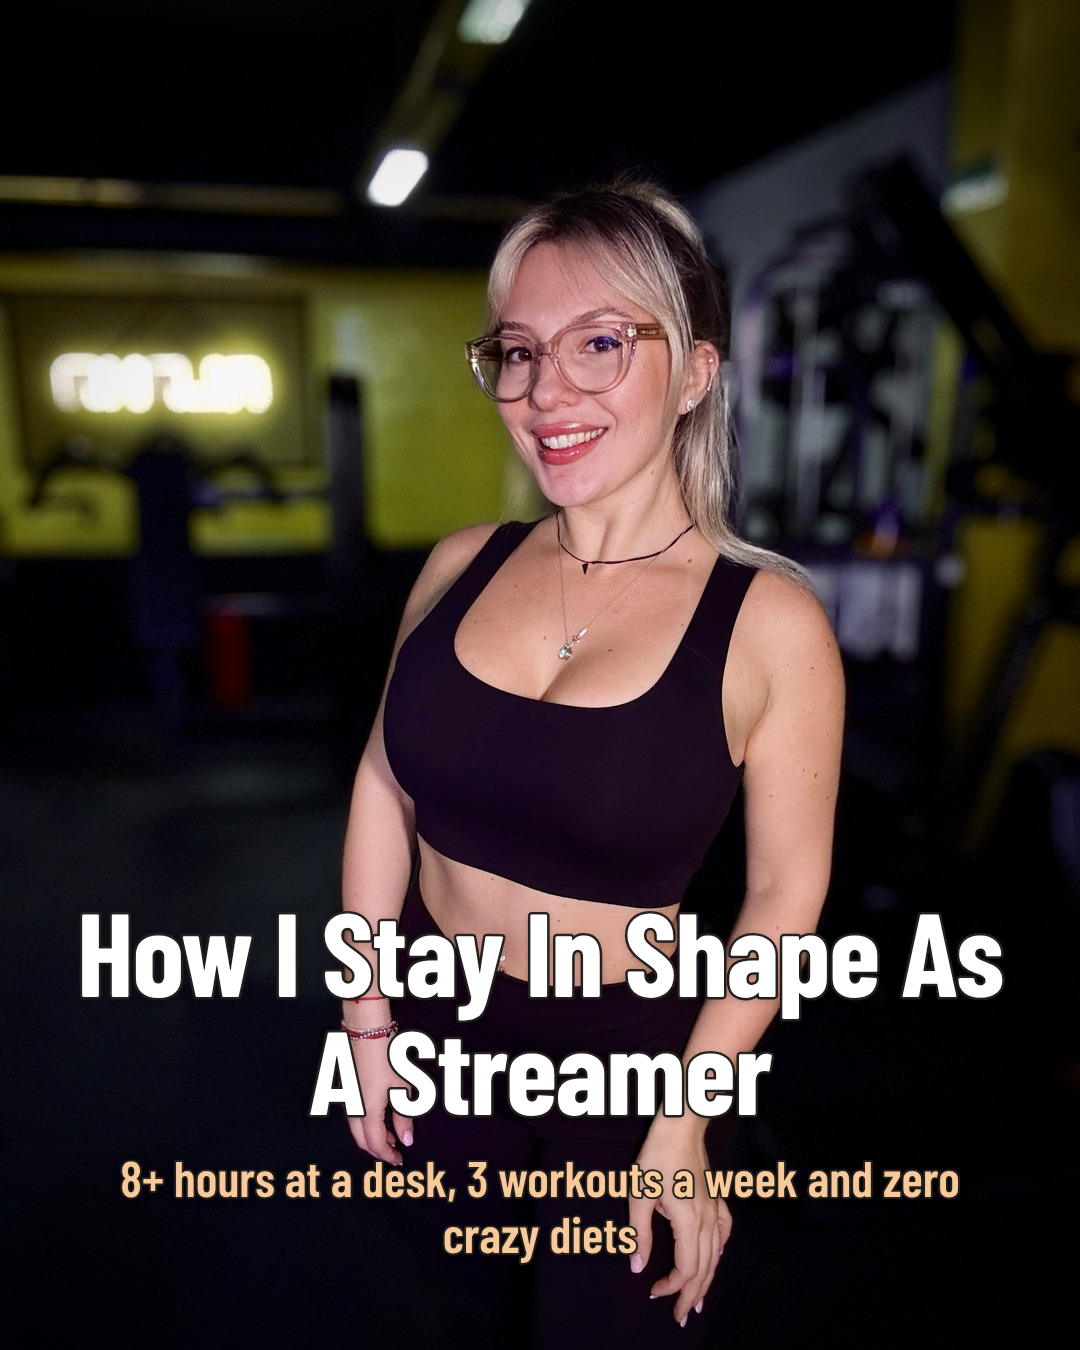 How I Stay In Shape As
A Streamer
8+ hours at a desk, 3 workouts a week and zero
crazy diets